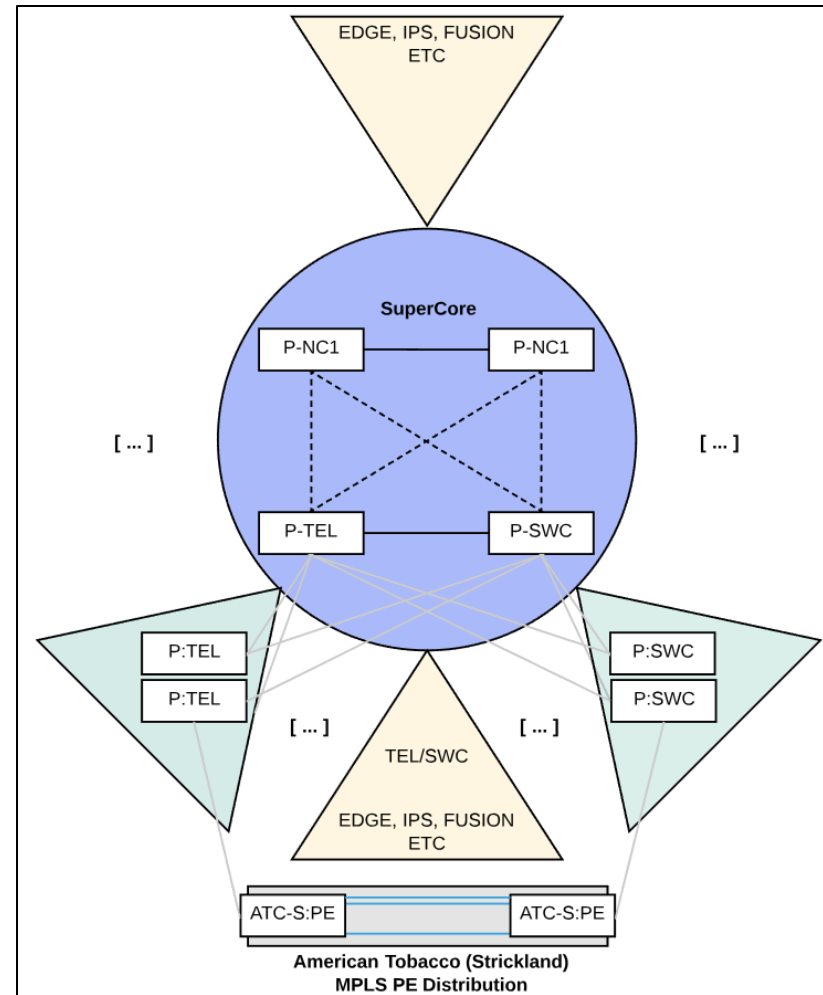 EDGE, IPS, FUSION
ETC
SuperCore
P-NC1
P-NC1
[ ... ]
[ ... ]
P-TEL
P-SWC
P:TEL
P:SWC
P:TEL
P:SWC
[ ... ]
[ ... ]
TEL/SWC
EDGE, IPS, FUSION
ETC
ATC-S:PE
ATC-S:PE
American Tobacco (Strickland)
MPLS PE Distribution